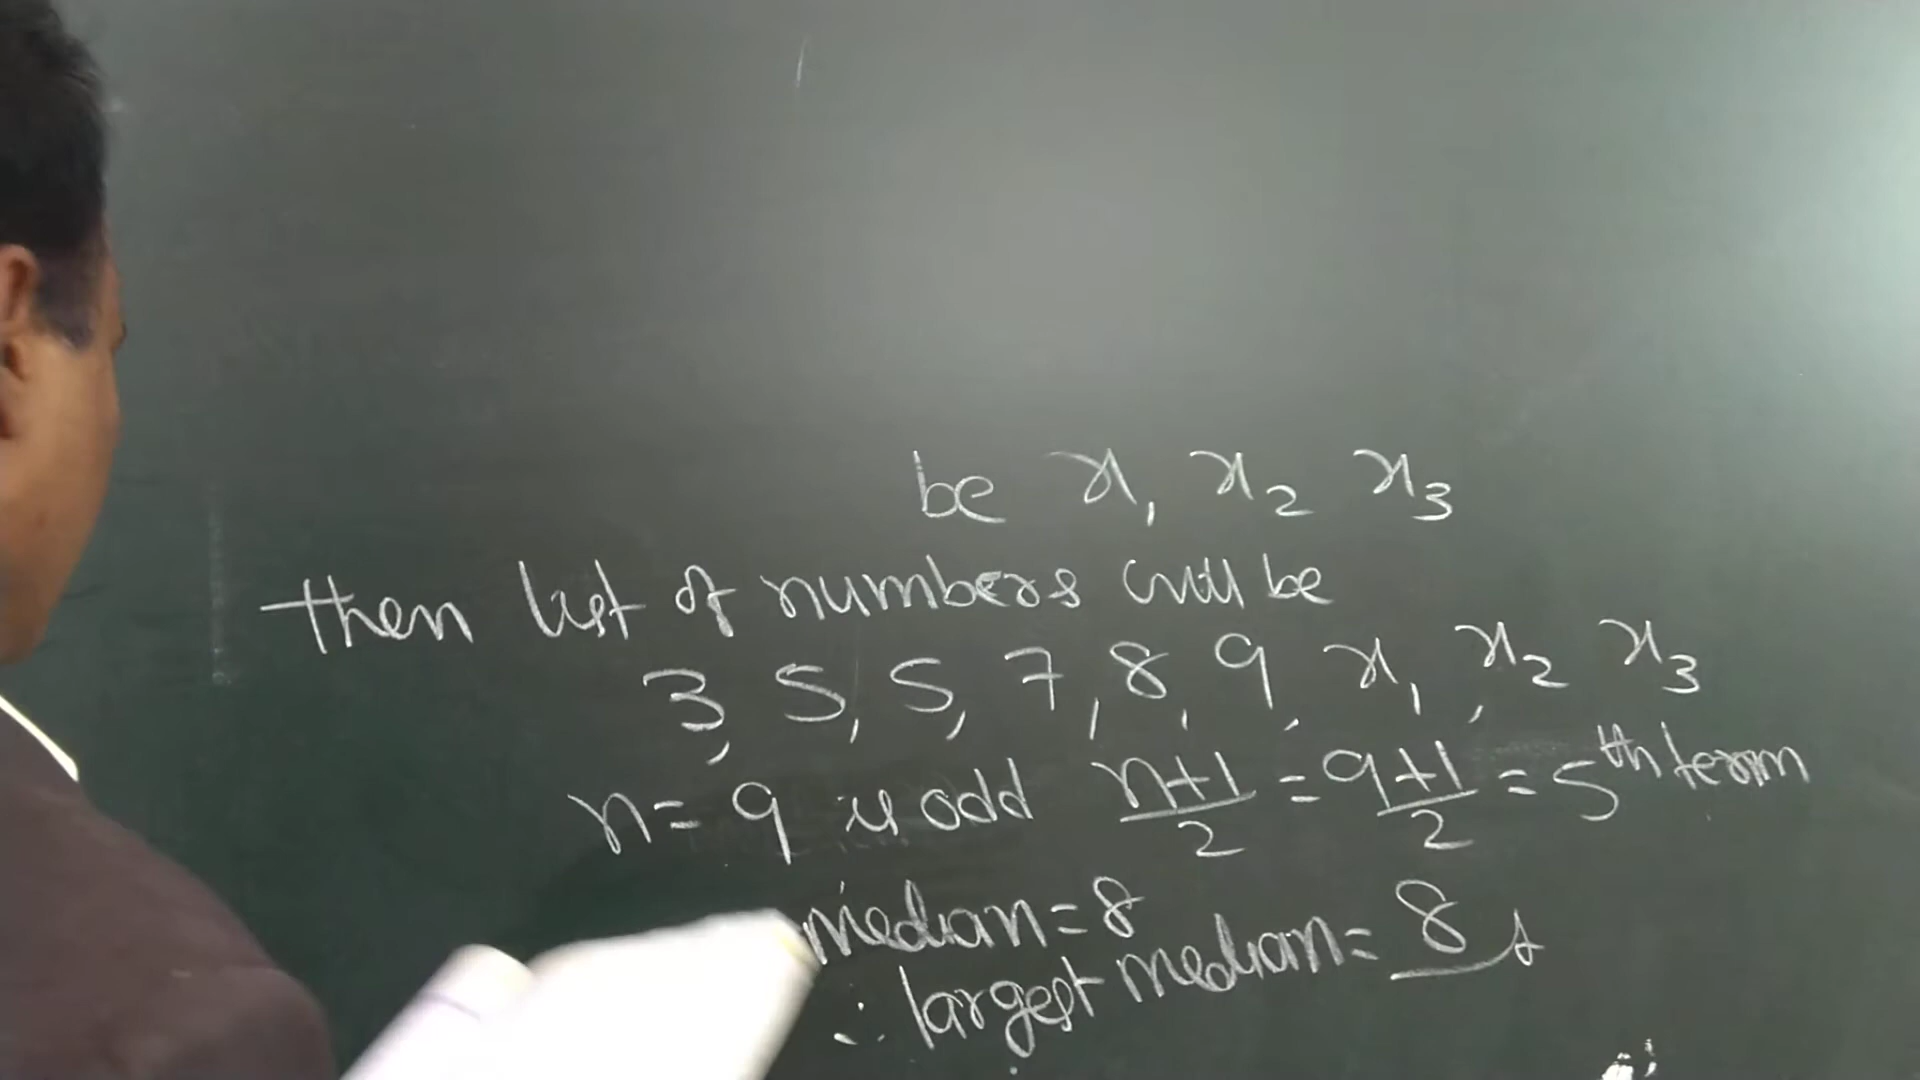 be x₁ x₂ x₃
then list of numbers will be
3, 5, 5, 7, 8, 9, x₁, x₂ x₃
n = 9 is odd n+1/2 = 9+1/2 = 5th term
median = 8
∴ largest median = 8